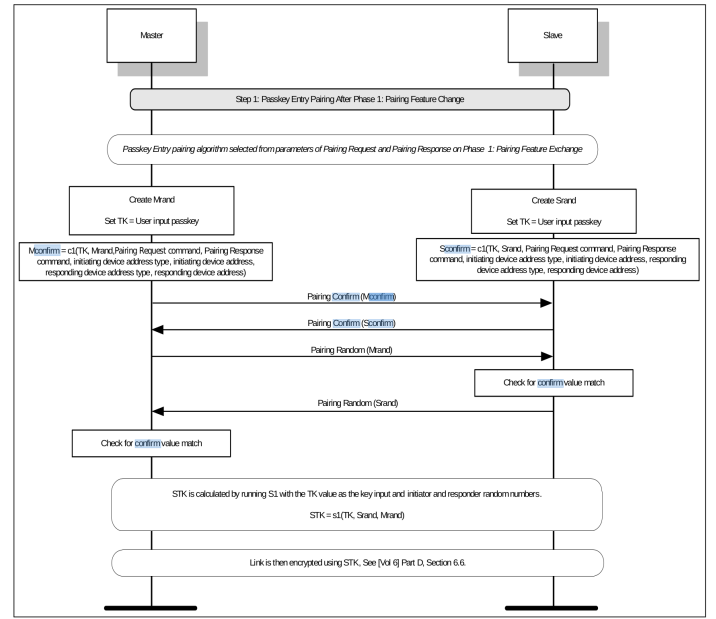 Master
Slave
Step 1: Passkey Entry Pairing After Phase 1: Pairing Feature Change
Passkey Entry pairing algorithm selected from parameters of Pairing Request and Pairing Response on Phase 1: Pairing Feature Exchange
Create Mrand
Set TK = User input passkey
Create Srand
Set TK = User input passkey
Mconfirm = c1(TK, Mrand,Pairing Request command, Pairing Response
command, initiating device address type, initiating device address,
responding device address type, responding device address)
Sconfirm = c1(TK, Srand, Pairing Request command, Pairing Response
command, initiating device address type, initiating device address, responding
device address type, responding device address)
Pairing Confirm (Mconfirm)
Pairing Confirm (Sconfirm)
Pairing Random (Mrand)
Check for confirm value match
Pairing Random (Srand)
Check for confirm value match
STK is calculated by running S1 with the TK value as the key input and initiator and responder random numbers.
STK = s1(TK, Srand, Mrand)
Link is then encrypted using STK, See [Vol 6] Part D, Section 6.6.